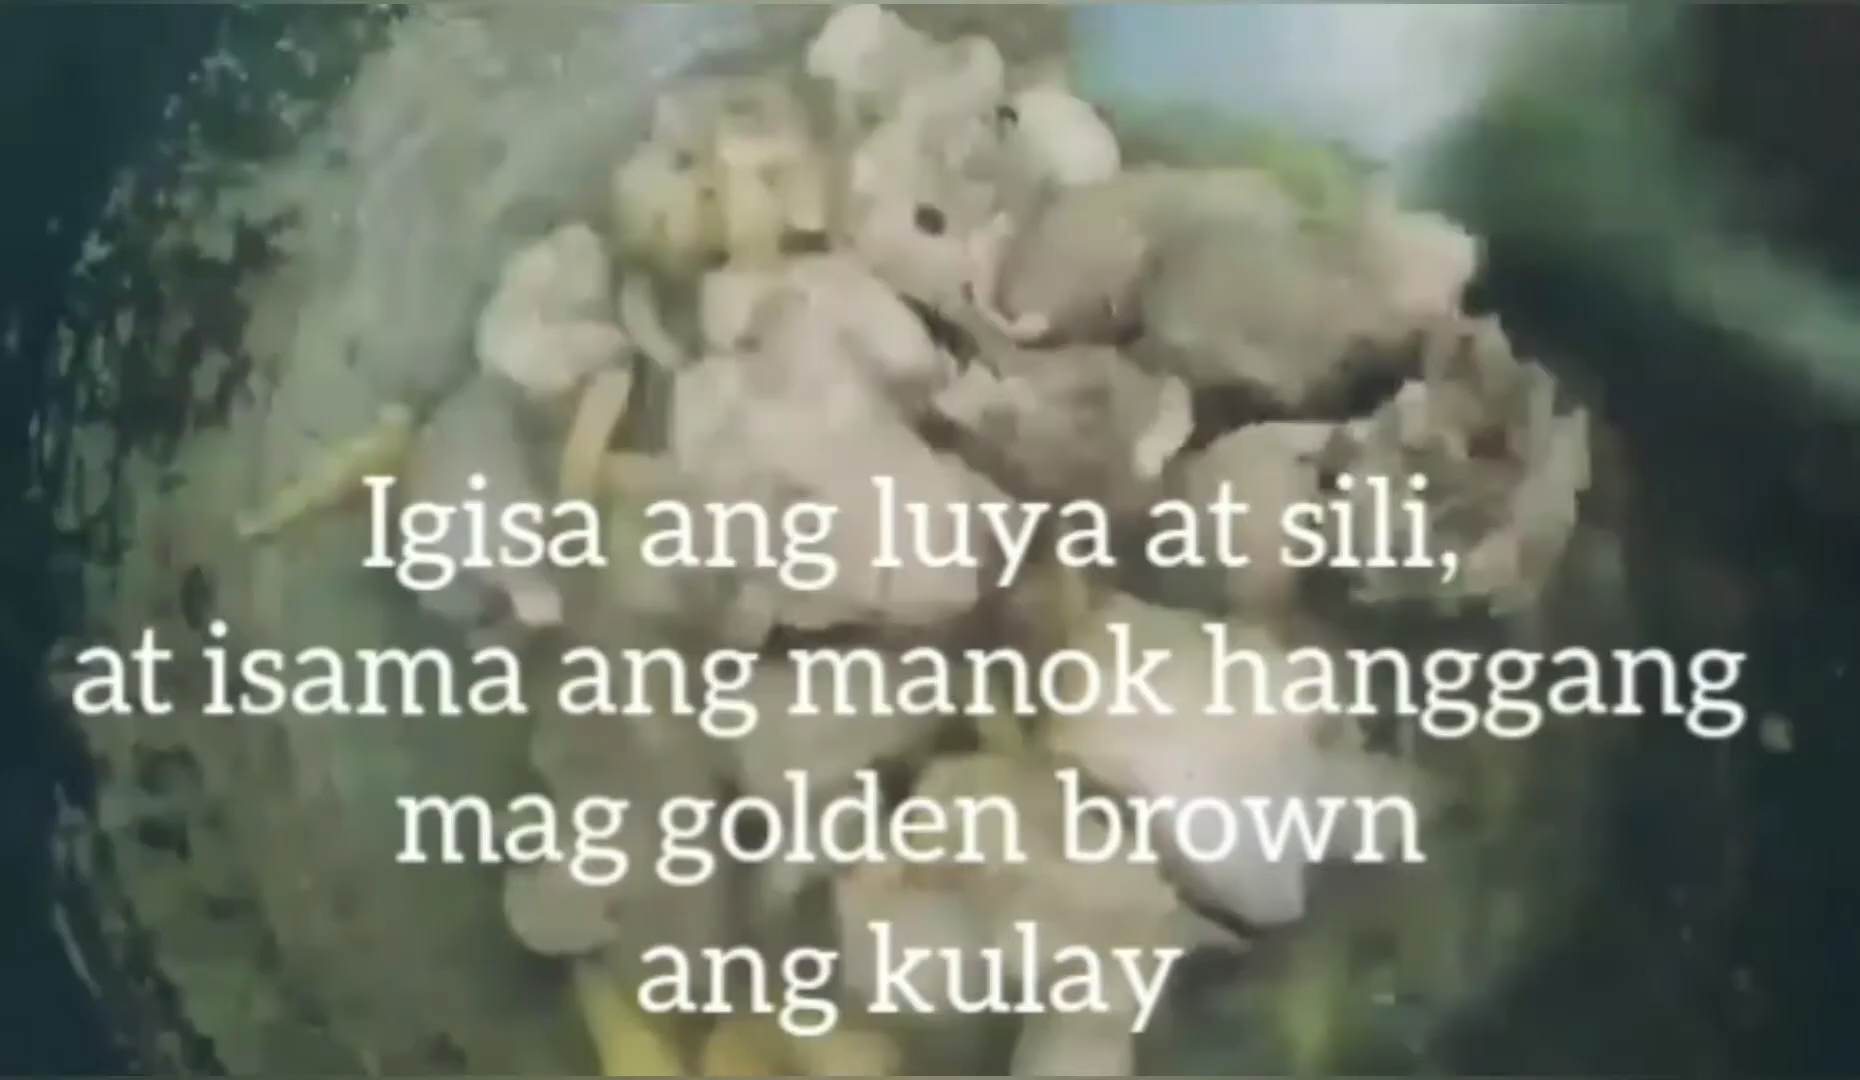 Igisa ang luya at sili,
at isama ang manok hanggang
mag golden brown
ang kulay